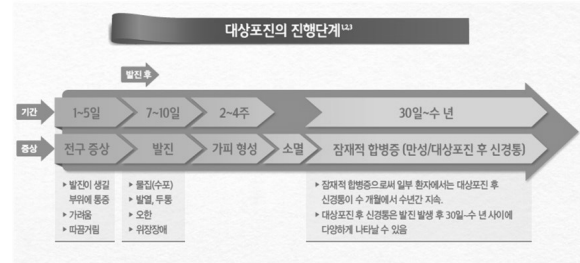 대상포진의 진행단계¹,²,³
발진 후
기간 1~5일 7~10일 2~4주 30일~수 년
증상 전구 증상 발진 가피 형성 소멸 잠재적 합병증 (만성/대상포진 후 신경통)
▸ 발진이 생길
부위에 통증
▸ 가려움
▸ 따끔거림
▸ 물집(수포)
▸ 발열, 두통
▸ 오한
▸ 위장장애
▸ 잠재적 합병증으로써 일부 환자에서는 대상포진 후
신경통이 수 개월에서 수년간 지속.
▸ 대상포진 후 신경통은 발진 발생 후 30일~수 년 사이에
다양하게 나타날 수 있음